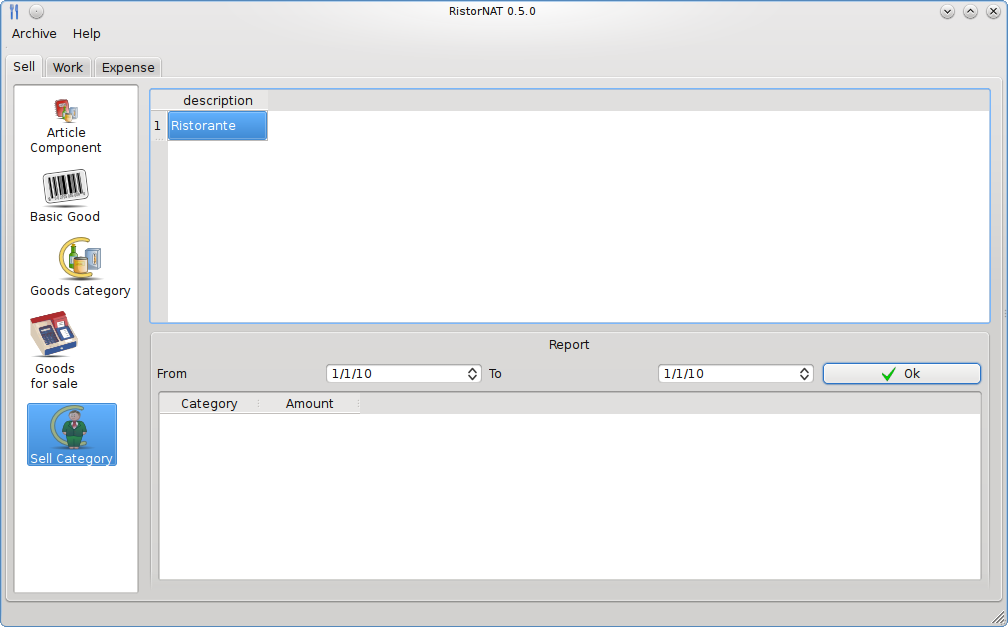 RistorNAT 0.5.0
Archive Help
Sell Work Expense
Article
Component
Basic Good
Goods Category
Goods
for sale
Sell Category
description
1 Ristorante
Report
From 1/1/10 To 1/1/10 Ok
Category Amount